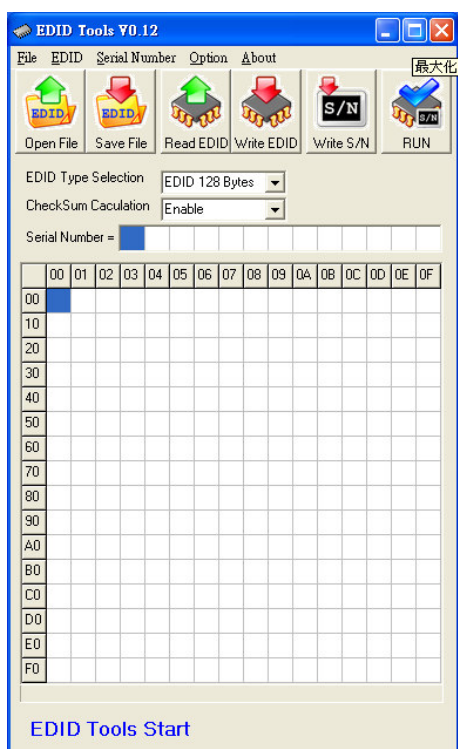 EDID Tools V0.12
File EDID Serial Number Option About
最大化
EDID EDID S/N S/N
Open File Save File Read EDID Write EDID Write S/N RUN
EDID Type Selection EDID 128 Bytes
CheckSum Caculation Enable
Serial Number =
00 01 02 03 04 05 06 07 08 09 0A 0B 0C 0D 0E 0F
00
10
20
30
40
50
60
70
80
90
A0
B0
C0
D0
E0
F0
EDID Tools Start